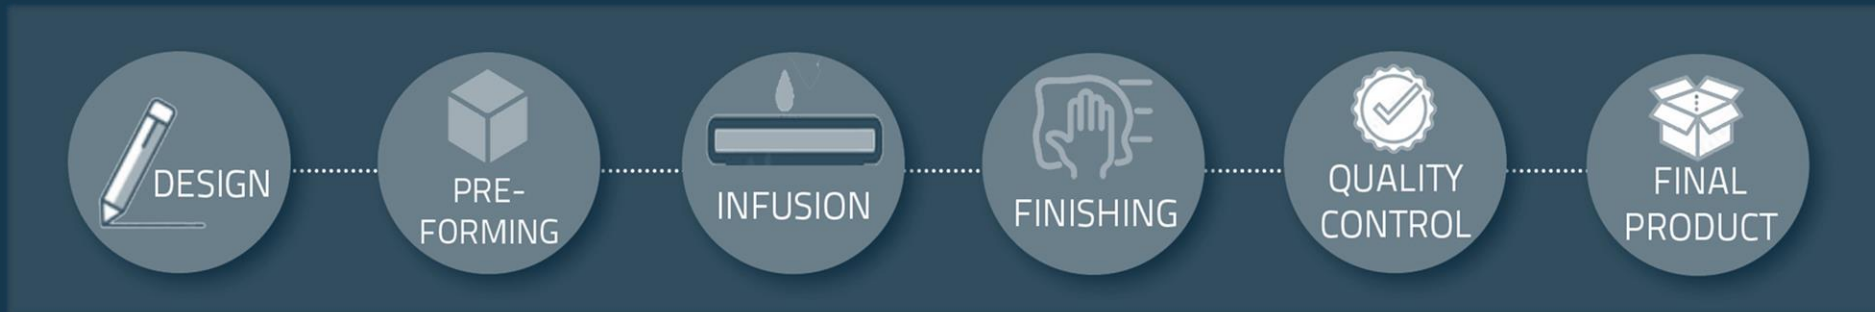 DESIGN
PRE-
FORMING
INFUSION
FINISHING
QUALITY
CONTROL
FINAL
PRODUCT